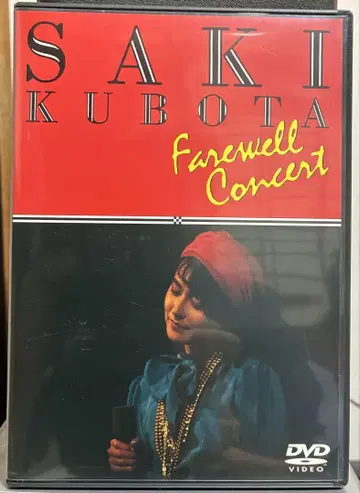 SAKI
KUBOTA
Farewell
Concert
DVD
VIDEO